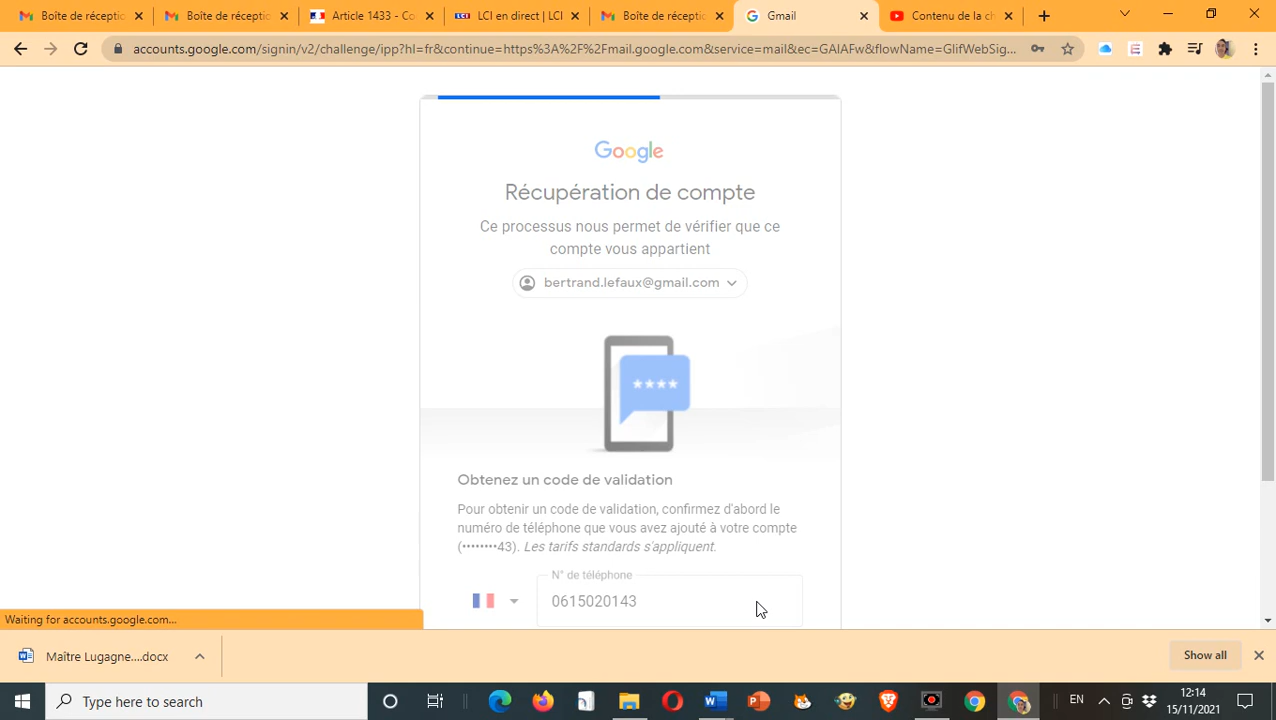 Boîte de réceptio
Boîte de réceptio
Article 1433 - Co
LCI en direct | LCI
Boîte de réceptio
Gmail
Contenu de la ch
accounts.google.com/signin/v2/challenge/ipp?hl=fr&continue=https%3A%2F%2Fmail.google.com&service=mail&ec=GAlAFw&flowName=GlifWebSig...
Google
Récupération de compte
Ce processus nous permet de vérifier que ce
compte vous appartient
bertrand.lefaux@gmail.com
****
Obtenez un code de validation
Pour obtenir un code de validation, confirmez d'abord le
numéro de téléphone que vous avez ajouté à votre compte
(••••••••43). Les tarifs standards s'appliquent.
N° de téléphone
0615020143
Waiting for accounts.google.com...
Maître Lugagne....docx
Show all
Type here to search
EN
12:14
15/11/2021